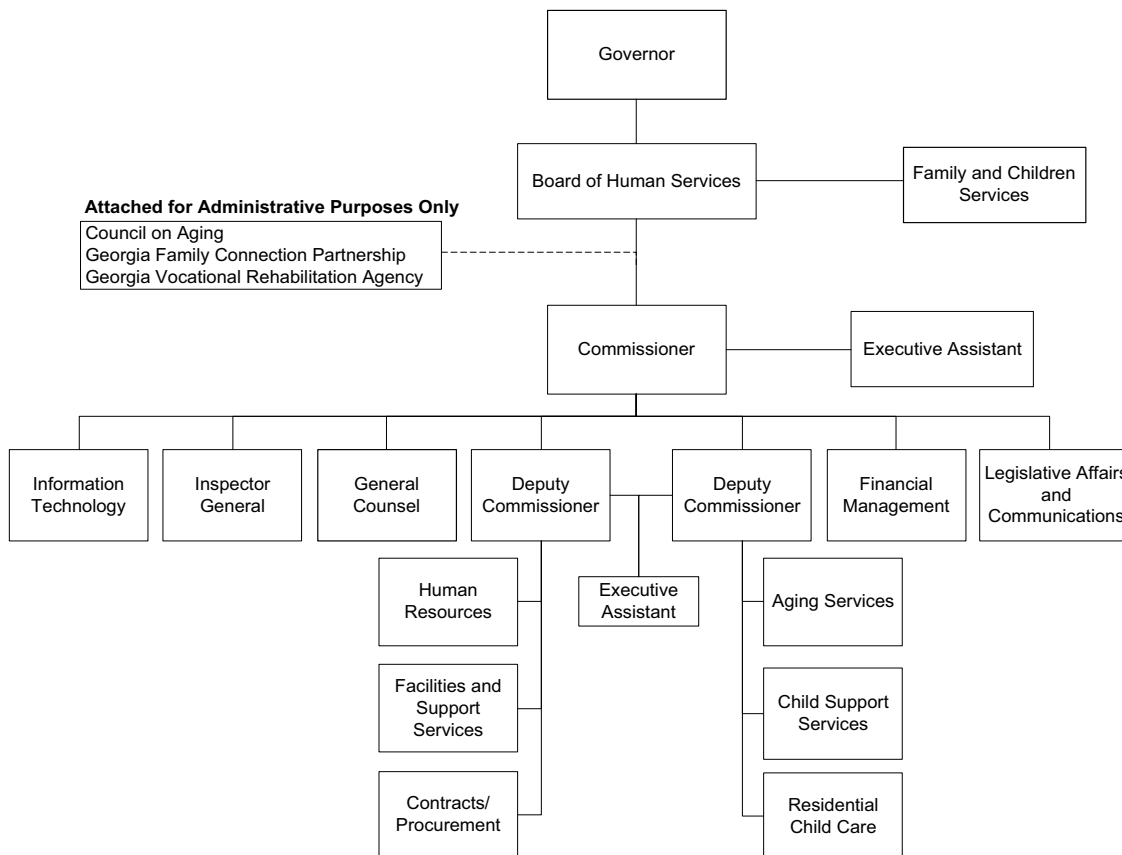 Governor
Board of Human Services
Family and Children
Services
Attached for Administrative Purposes Only
Council on Aging
Georgia Family Connection Partnership
Georgia Vocational Rehabilitation Agency
Commissioner
Executive Assistant
Information
Technology
Inspector
General
General
Counsel
Deputy
Commissioner
Deputy
Commissioner
Financial
Management
Legislative Affairs
and
Communications
Human
Resources
Executive
Assistant
Aging Services
Facilities and
Support
Services
Child Support
Services
Contracts/
Procurement
Residential
Child Care